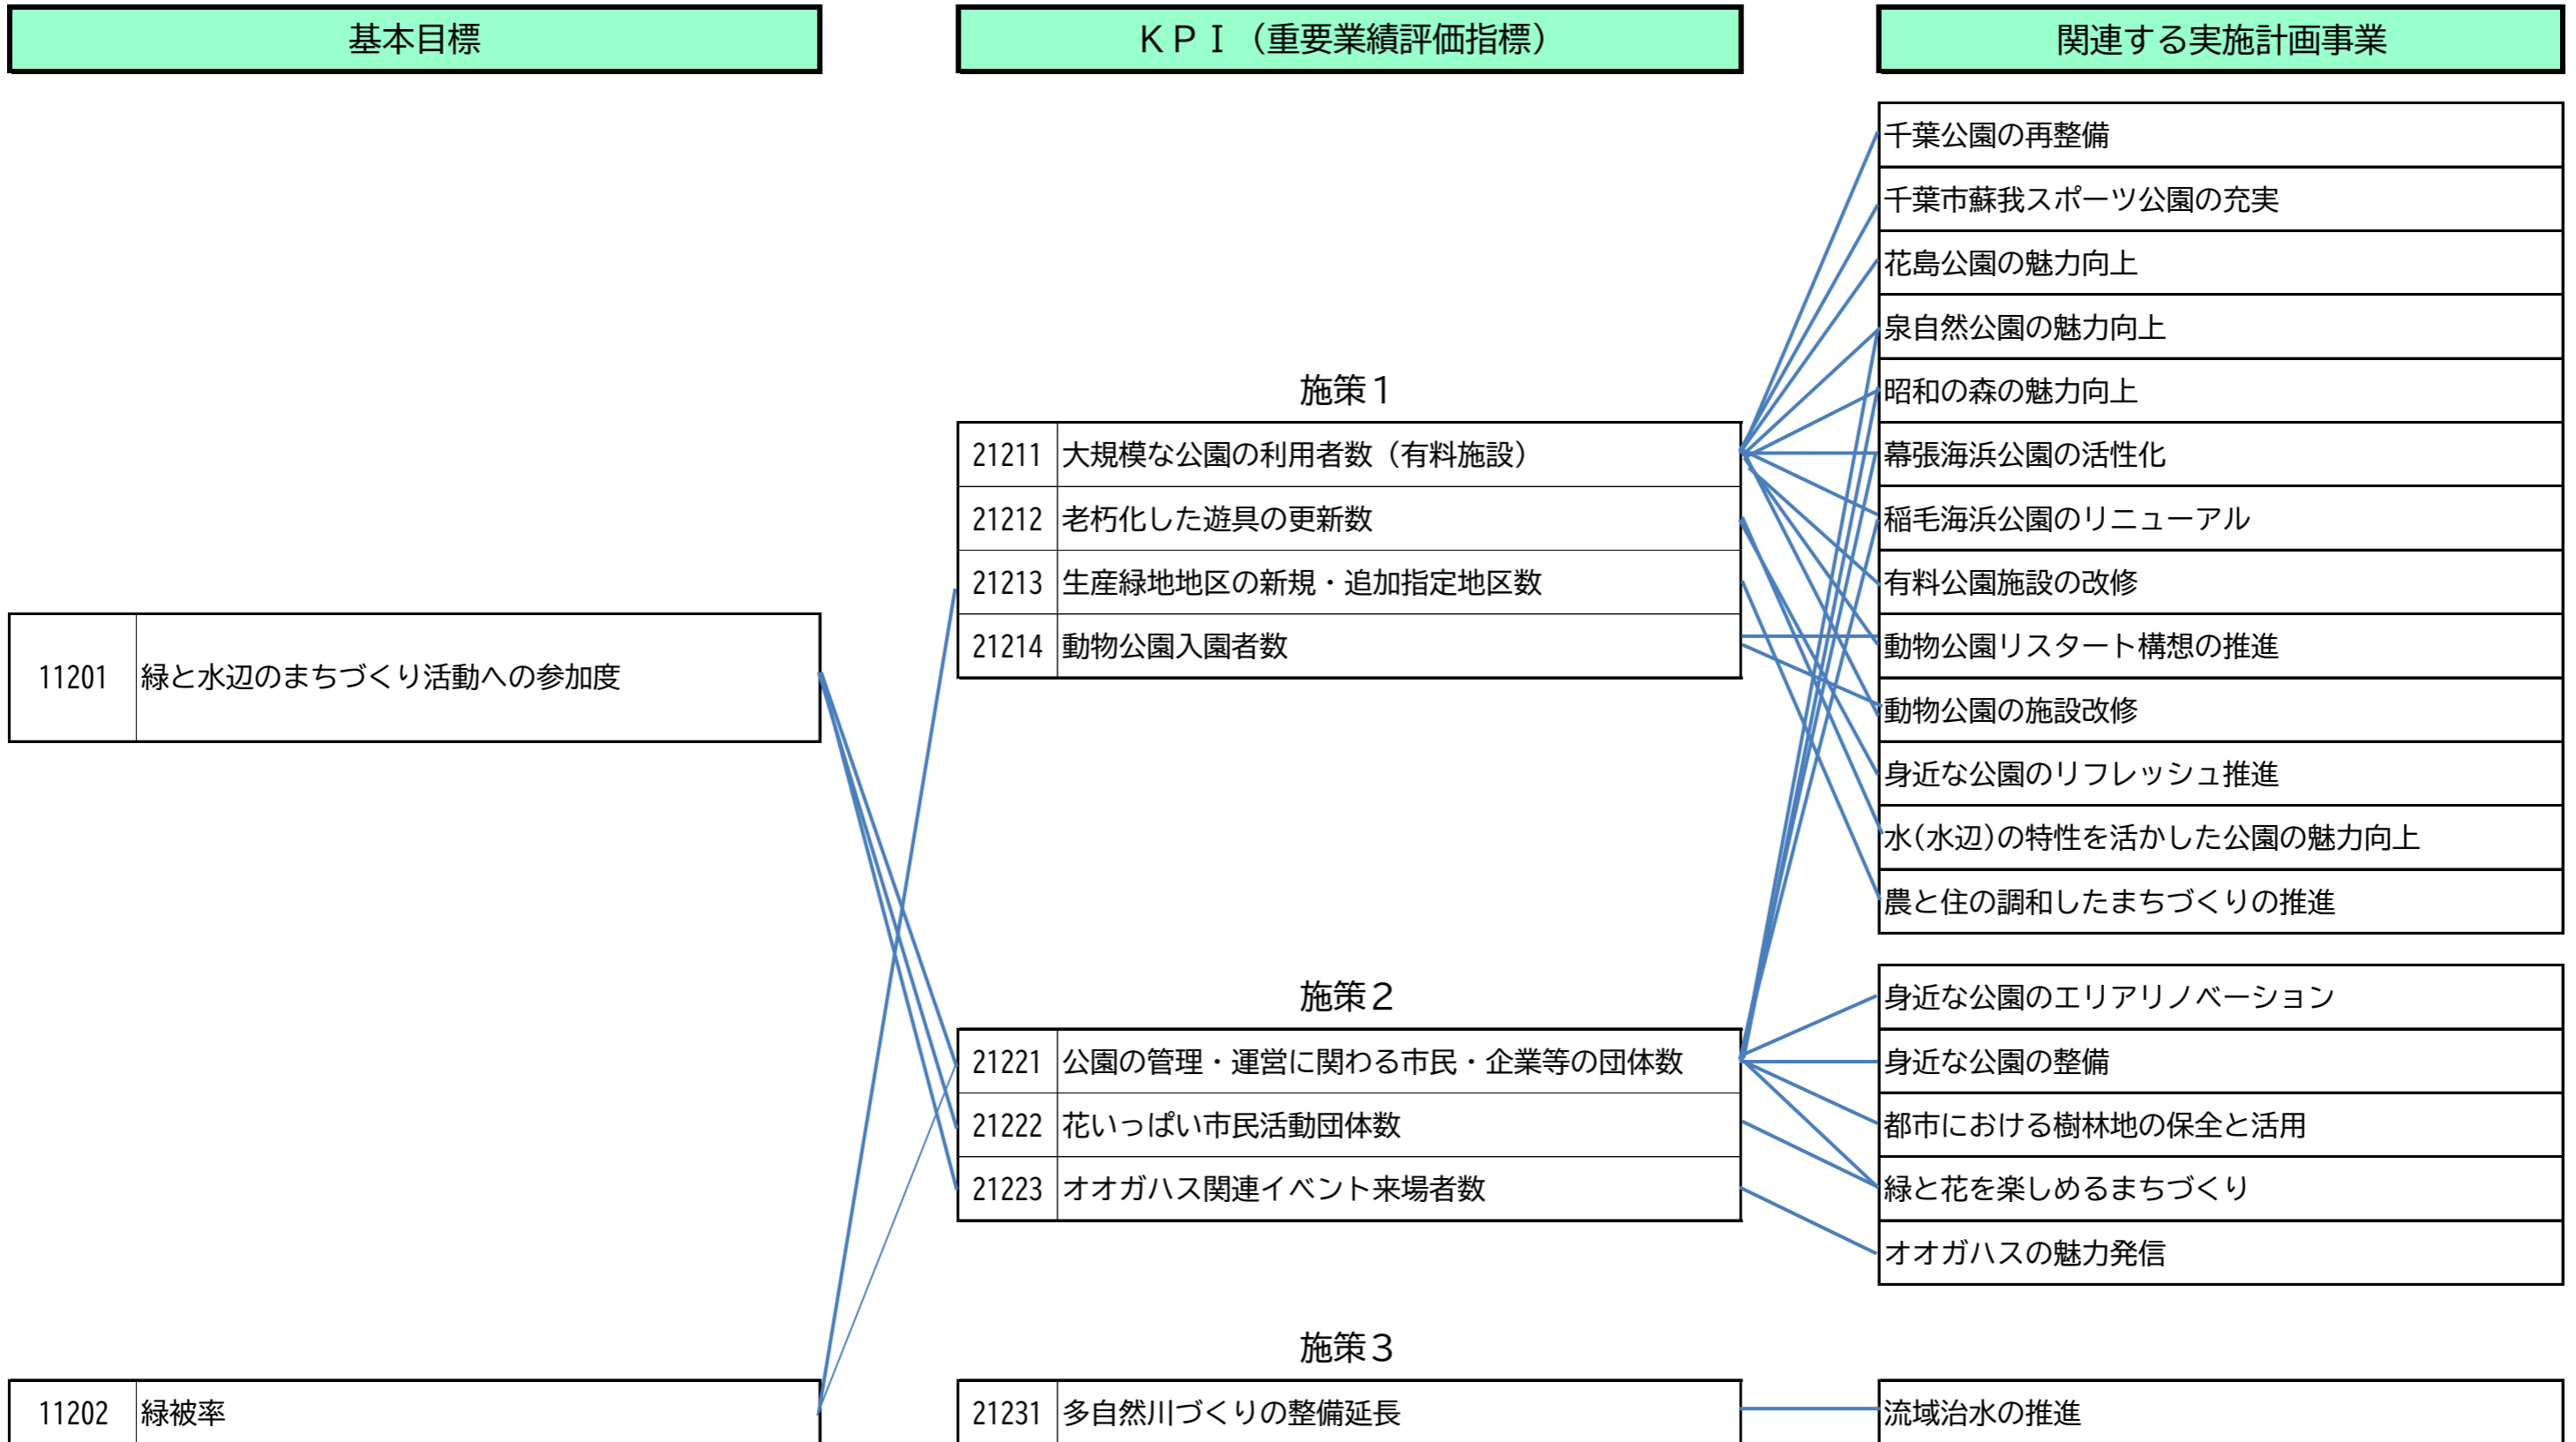 基本目標
ＫＰＩ（重要業績評価指標）
関連する実施計画事業
11201 緑と水辺のまちづくり活動への参加度
11202 緑被率
施策１
21211 大規模な公園の利用者数（有料施設）
21212 老朽化した遊具の更新数
21213 生産緑地地区の新規・追加指定地区数
21214 動物公園入園者数
施策２
21221 公園の管理・運営に関わる市民・企業等の団体数
21222 花いっぱい市民活動団体数
21223 オオガハス関連イベント来場者数
施策３
21231 多自然川づくりの整備延長
千葉公園の再整備
千葉市蘇我スポーツ公園の充実
花島公園の魅力向上
泉自然公園の魅力向上
昭和の森の魅力向上
幕張海浜公園の活性化
稲毛海浜公園のリニューアル
有料公園施設の改修
動物公園リスタート構想の推進
動物公園の施設改修
身近な公園のリフレッシュ推進
水(水辺)の特性を活かした公園の魅力向上
農と住の調和したまちづくりの推進
身近な公園のエリアリノベーション
身近な公園の整備
都市における樹林地の保全と活用
緑と花を楽しめるまちづくり
オオガハスの魅力発信
流域治水の推進